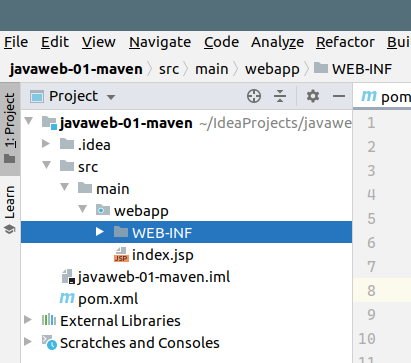 File Edit View Navigate Code Analyze Refactor Bui
javaweb-01-maven src main webapp WEB-INF
Project m pom
1: Project
Learn
javaweb-01-maven ~/IdeaProjects/javawe
.idea
src
main
webapp
WEB-INF
JSP index.jsp
javaweb-01-maven.iml
m pom.xml
External Libraries
Scratches and Consoles
1
2
3
4
5
6
7
8
9
10
11